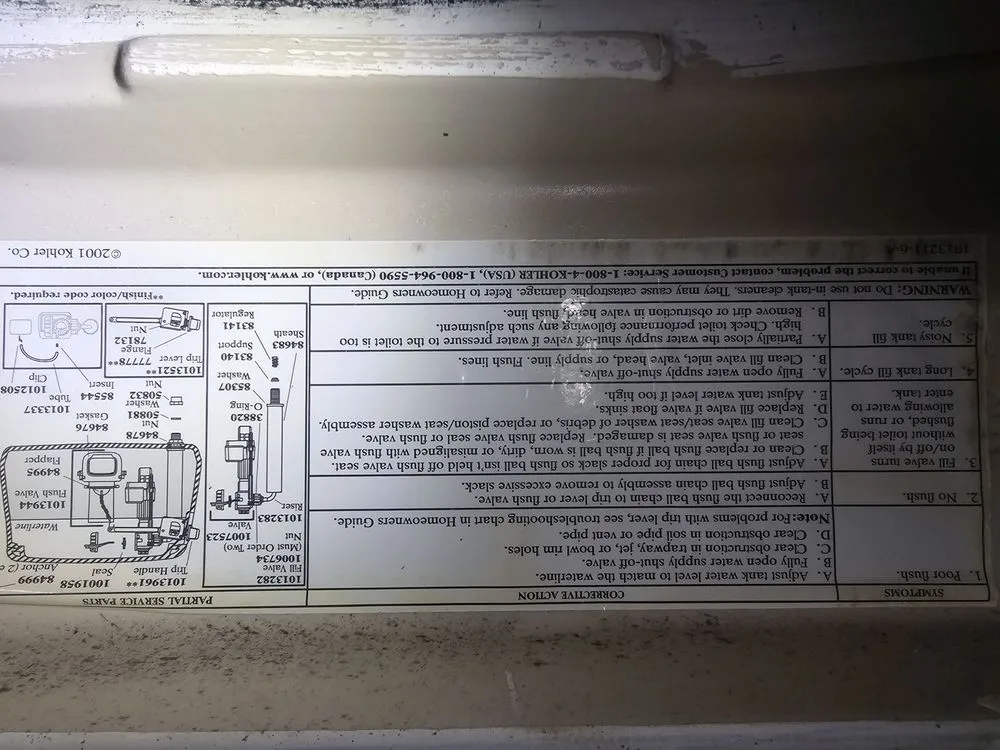 SYMPTOMS
CORRECTIVE ACTION
PARTIAL SERVICE PARTS
1. Poor flush.
A. Adjust tank water level to match the waterline.
B. Fully open water supply shut-off valve.
C. Clear obstruction in trapway, jet, or bowl rim holes.
D. Clear obstruction in soil pipe or vent pipe.
Note: For problems with trip lever, see troubleshooting chart in Homeowners Guide.
2. No flush.
A. Reconnect the flush ball chain to trip lever or flush valve.
B. Adjust flush ball chain assembly to remove excessive slack.
3. Fill valve turns
on/off by itself
without toilet being
flushed, or runs
allowing water to
enter tank.
A. Adjust flush ball chain for proper slack so flush ball isn't held off flush valve seat.
B. Clean or replace flush ball if flush ball is worn, dirty, or misaligned with flush valve
seat or flush valve seat is damaged. Replace flush valve seat or flush valve.
C. Clean fill valve seat/seat washer of debris, or replace piston/seat washer assembly.
D. Replace fill valve if valve float sinks.
E. Adjust tank water level if too high.
4. Long tank fill cycle.
A. Fully open water supply shut-off valve.
B. Clean fill valve inlet, valve head, or supply line. Flush lines.
5. Noisy tank fill
cycle.
A. Partially close the water supply shut-off valve if water pressure to the toilet is too
high. Check toilet performance following any such adjustment.
B. Remove dirt or obstruction in valve head, flush line.
WARNING: Do not use in-tank cleaners. They may cause catastrophic damage. Refer to Homeowners Guide.
If unable to correct the problem, contact Customer Service: 1-800-4-KOHLER (USA), 1-800-964-5590 (Canada), or www.kohler.com.
©2001 Kohler Co.
1013282
Fill Valve
1006734
(Must Order Two)
Nut
1007523
Valve
1013283
Riser
38820
O-Ring
85307
Washer
83140
Support
83141
Regulator
84683
Sheath
1013961**
Trip Handle
1001958
Seal
84999
Anchor (2
Waterline
1013944
Flush Valve
84995
Flapper
84678
Nut
50881
Washer
50832
Nut
84676
Gasket
1013337
Tube
85544
Insert
1012508
Clip
1013521**
Trip Lever
77778**
Flange
78132
Nut
**Finish/color code required.